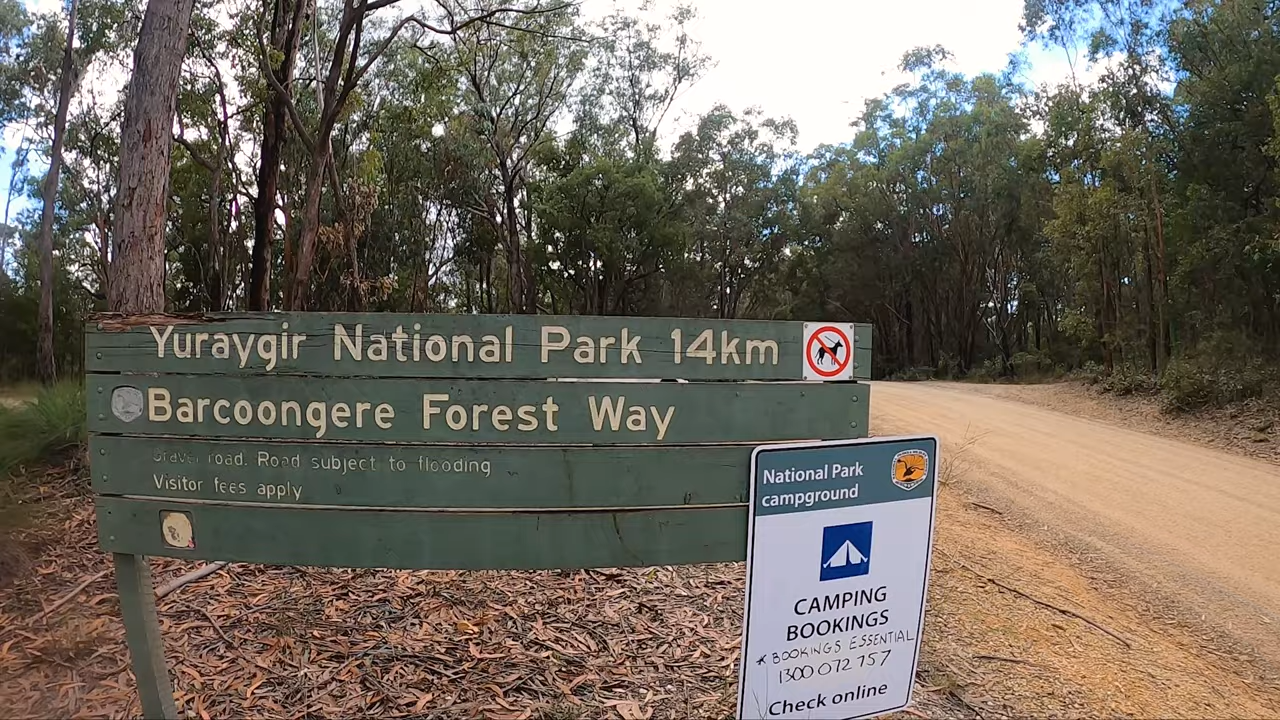 Yuraygir National Park 14km
Barcoongere Forest Way
Gravel road. Road subject to flooding
Visitor fees apply
National Park
campground
CAMPING
BOOKINGS
* BOOKINGS ESSENTIAL
1300 072 757
Check online